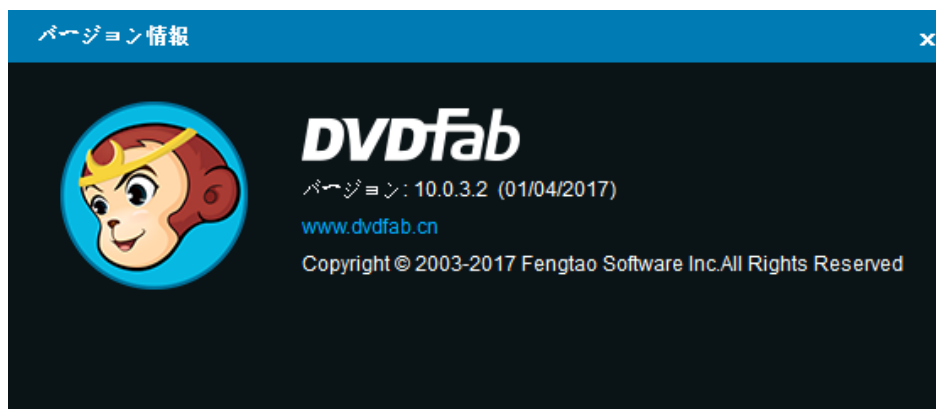 バージョン情報
x
DVDFab
バージョン: 10.0.3.2 (01/04/2017)
www.dvdfab.cn
Copyright © 2003-2017 Fengtao Software Inc.All Rights Reserved